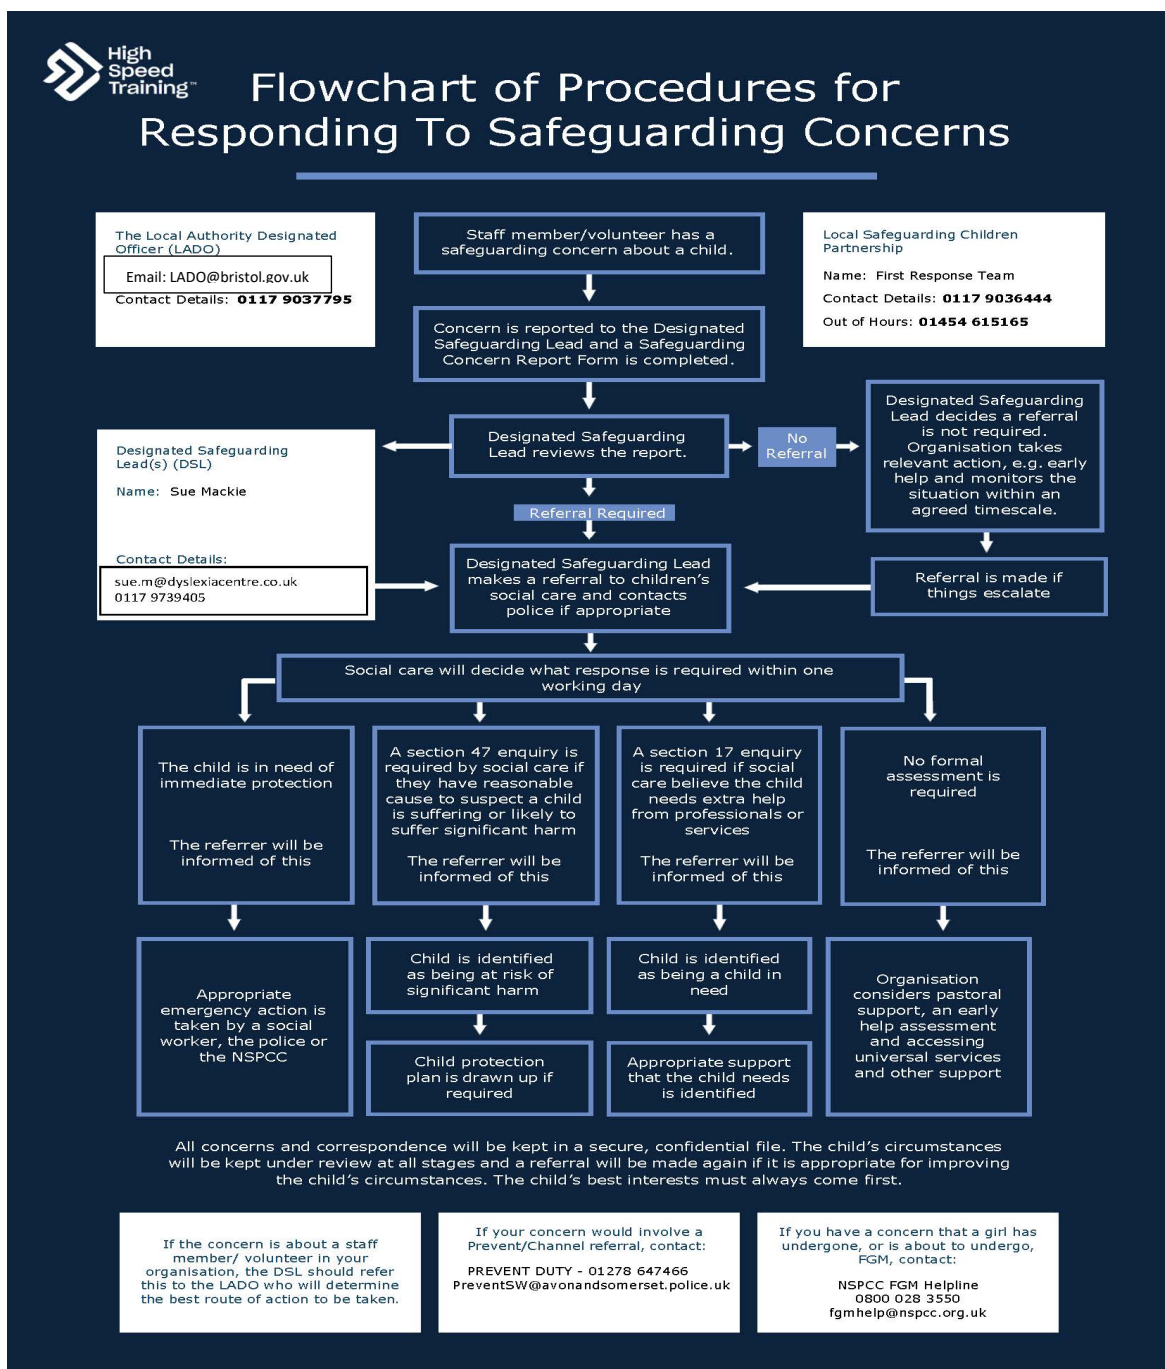 High
Speed
Training™
Flowchart of Procedures for
Responding To Safeguarding Concerns
The Local Authority Designated
Officer (LADO)
Email: LADO@bristol.gov.uk
Contact Details: 0117 9037795
Staff member/volunteer has a
safeguarding concern about a child.
Local Safeguarding Children
Partnership
Name: First Response Team
Contact Details: 0117 9036444
Out of Hours: 01454 615165
Concern is reported to the Designated
Safeguarding Lead and a Safeguarding
Concern Report Form is completed.
Designated Safeguarding
Lead(s) (DSL)
Name: Sue Mackie
Contact Details:
sue.m@dyslexiacentre.co.uk
0117 9739405
Designated Safeguarding
Lead reviews the report.
No
Referral
Designated Safeguarding
Lead decides a referral
is not required.
Organisation takes
relevant action, e.g. early
help and monitors the
situation within an
agreed timescale.
Referral Required
Designated Safeguarding Lead
makes a referral to children's
social care and contacts
police if appropriate
Referral is made if
things escalate
Social care will decide what response is required within one
working day
The child is in need of
immediate protection
The referrer will be
informed of this
A section 47 enquiry is
required by social care if
they have reasonable
cause to suspect a child
is suffering or likely to
suffer significant harm
The referrer will be
informed of this
A section 17 enquiry
is required if social
care believe the child
needs extra help
from professionals or
services
The referrer will be
informed of this
No formal
assessment is
required
The referrer will be
informed of this
Appropriate
emergency action is
taken by a social
worker, the police or
the NSPCC
Child is identified
as being at risk of
significant harm
Child protection
plan is drawn up if
required
Child is identified
as being a child in
need
Appropriate support
that the child needs
is identified
Organisation
considers pastoral
support, an early
help assessment
and accessing
universal services
and other support
All concerns and correspondence will be kept in a secure, confidential file. The child's circumstances
will be kept under review at all stages and a referral will be made again if it is appropriate for improving
the child's circumstances. The child's best interests must always come first.
If the concern is about a staff
member/ volunteer in your
organisation, the DSL should refer
this to the LADO who will determine
the best route of action to be taken.
If your concern would involve a
Prevent/Channel referral, contact:
PREVENT DUTY - 01278 647466
PreventSW@avonandsomerset.police.uk
If you have a concern that a girl has
undergone, or is about to undergo,
FGM, contact:
NSPCC FGM Helpline
0800 028 3550
fgmhelp@nspcc.org.uk